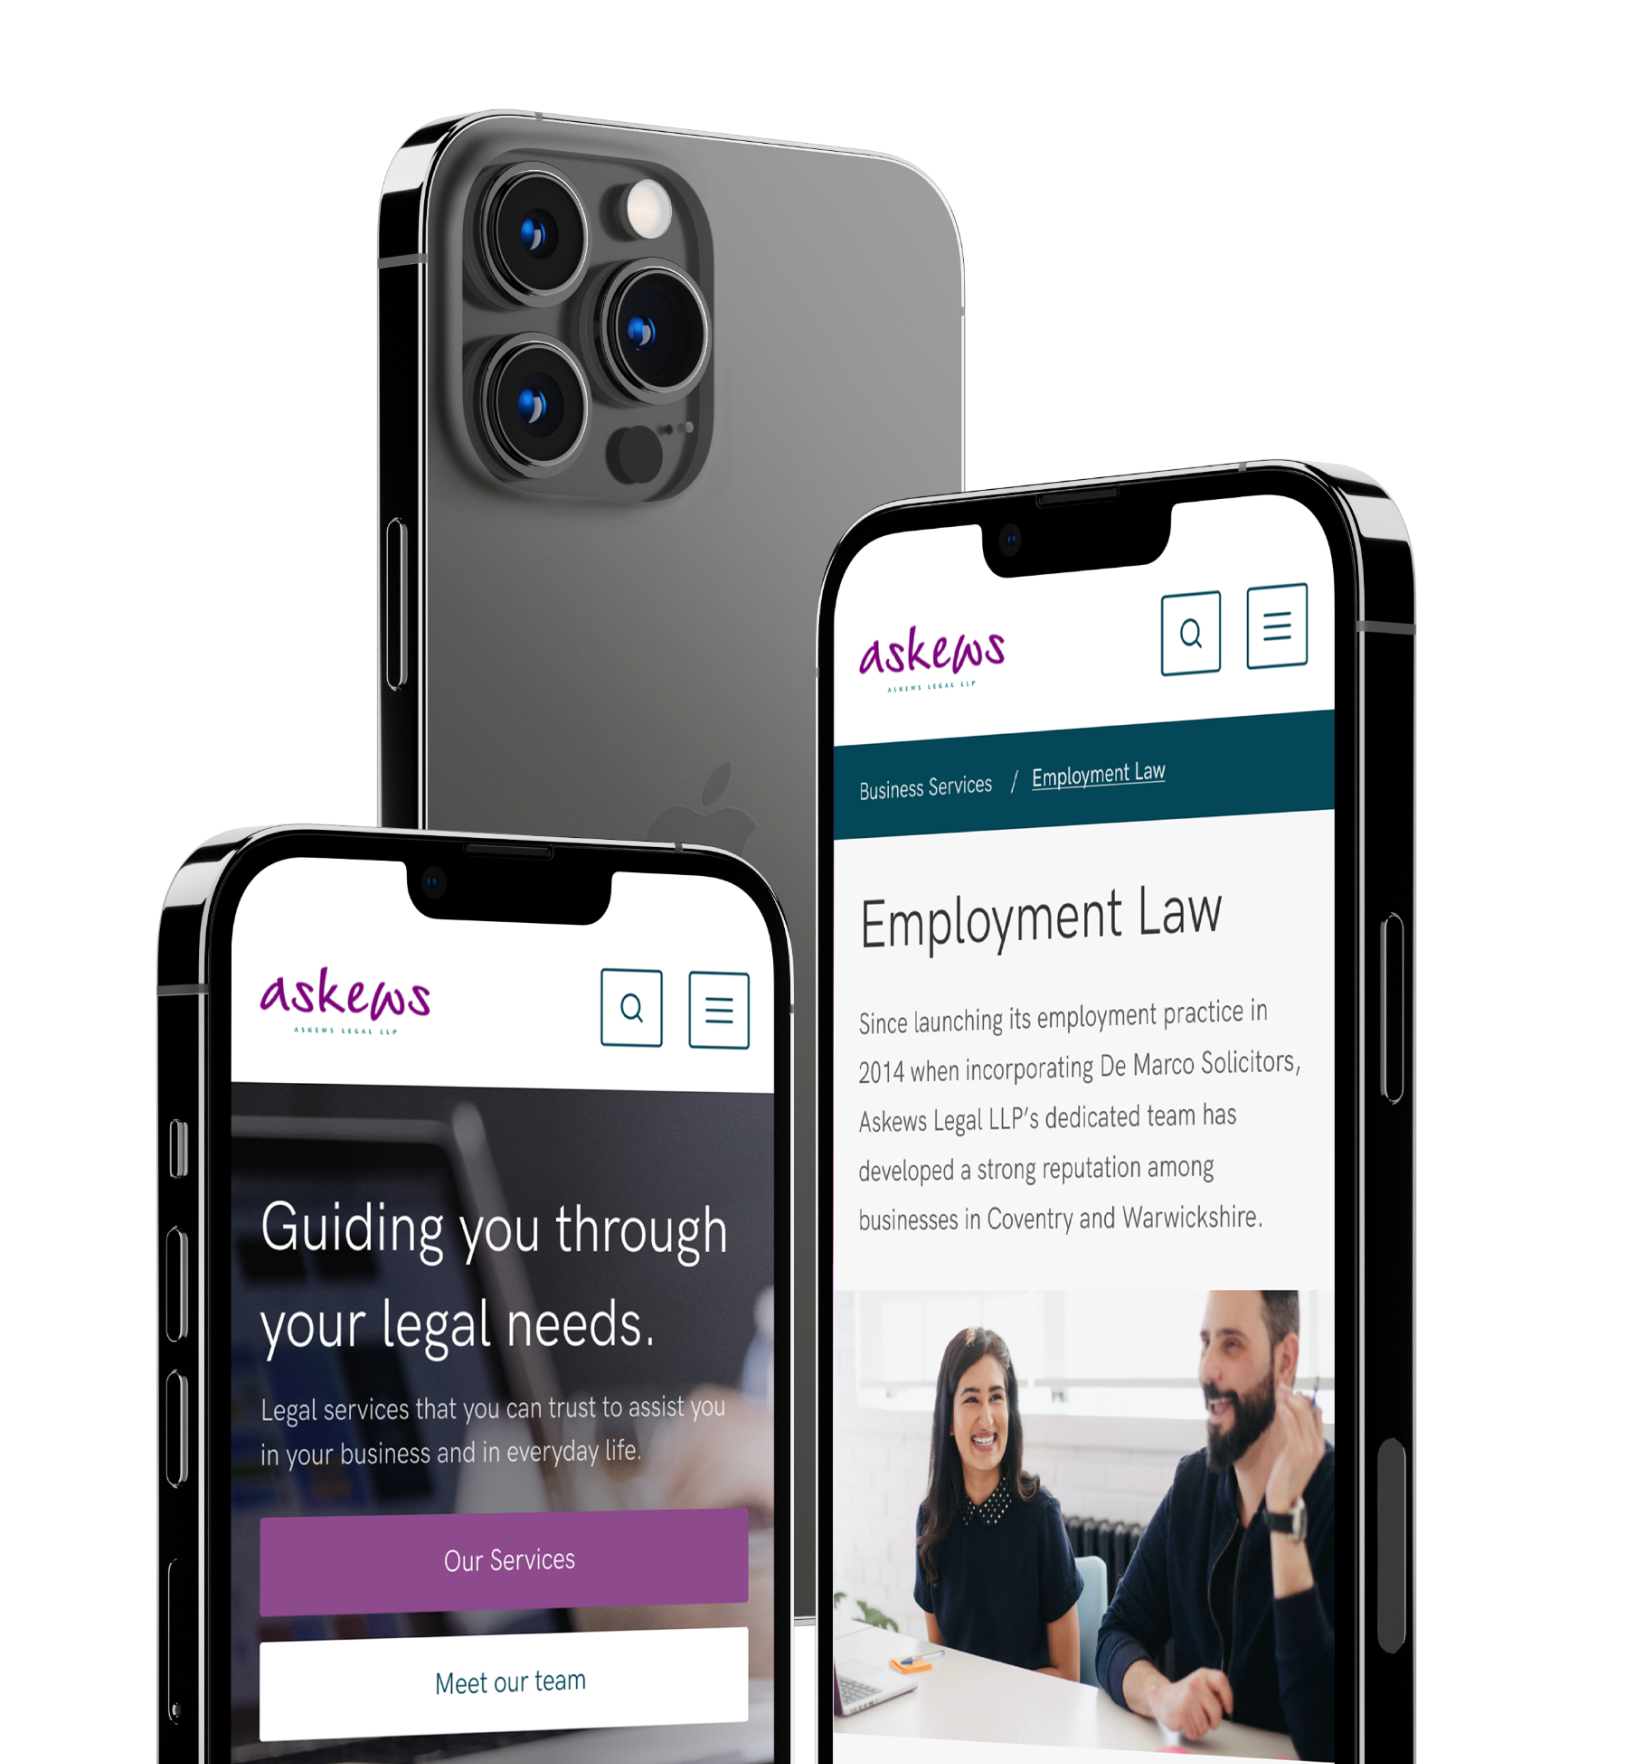 askews
ASKEWS LEGAL LLP
Guiding you through
your legal needs.
Legal services that you can trust to assist you
in your business and in everyday life.
Our Services
Meet our team
askews
ASKEWS LEGAL LLP
Business Services / Employment Law
Employment Law
Since launching its employment practice in
2014 when incorporating De Marco Solicitors,
Askews Legal LLP’s dedicated team has
developed a strong reputation among
businesses in Coventry and Warwickshire.